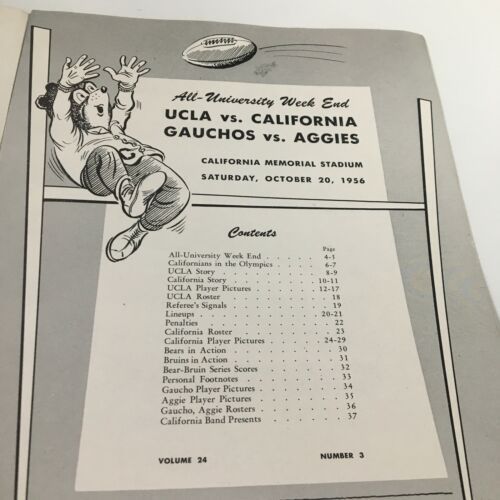 All-University Week End
UCLA vs. CALIFORNIA
GAUCHOS vs. AGGIES
CALIFORNIA MEMORIAL STADIUM
SATURDAY, OCTOBER 20, 1956
Contents
Page
All-University Week End . . . . . 4-5
Californians in the Olympics . . . . 6-7
UCLA Story . . . . . . . . 8-9
California Story . . . . . . . 10-11
UCLA Player Pictures . . . . . 12-17
UCLA Roster . . . . . . . . 18
Referee's Signals . . . . . . . 19
Lineups . . . . . . . . . 20-21
Penalties . . . . . . . . . 22
California Roster . . . . . . . 23
California Player Pictures . . . . 24-29
Bears in Action . . . . . . . 30
Bruins in Action . . . . . . . 31
Bear-Bruin Series Scores . . . . . 32
Personal Footnotes . . . . . . 33
Gaucho Player Pictures . . . . . 34
Aggie Player Pictures . . . . . . 35
Gaucho, Aggie Rosters . . . . . 36
California Band Presents . . . . . 37
VOLUME 24 NUMBER 3